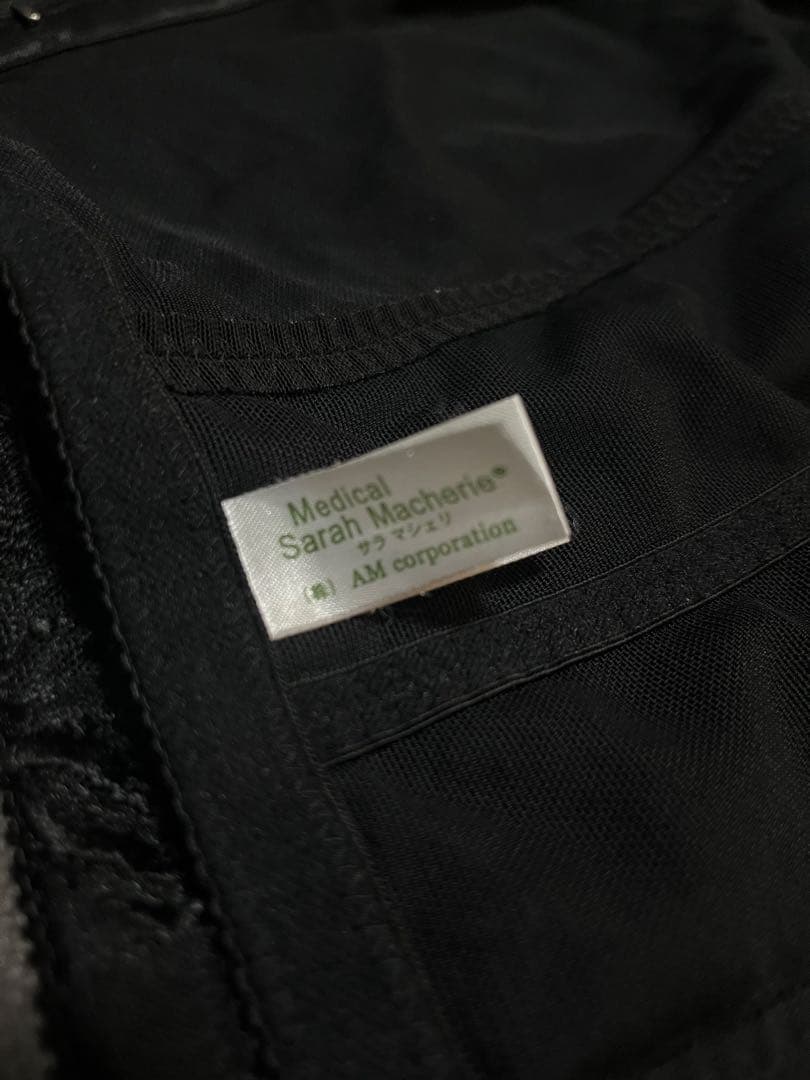 Medical
Sarah Macherie®
サラ マシェリ
(株) AM corporation